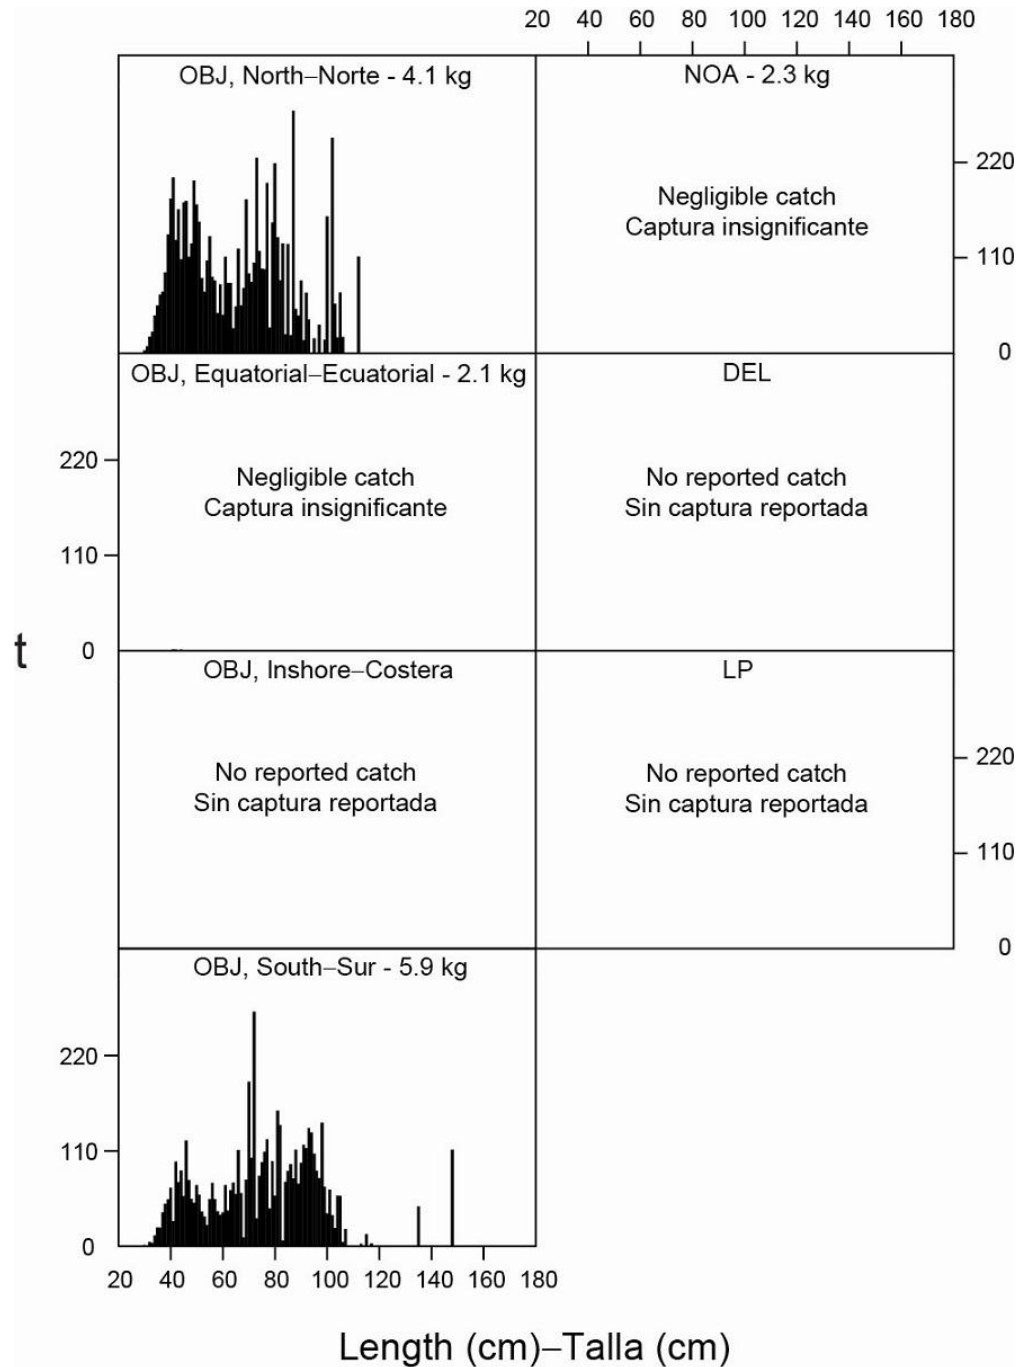 20 40 60 80 100 120 140 160 180
OBJ, North–Norte - 4.1 kg
NOA - 2.3 kg
220
Negligible catch
Captura insignificante
110
0
OBJ, Equatorial–Ecuatorial - 2.1 kg
DEL
220
Negligible catch
Captura insignificante
No reported catch
Sin captura reportada
110
0
t
OBJ, Inshore–Costera
LP
No reported catch
Sin captura reportada
No reported catch
Sin captura reportada
220
110
0
OBJ, South–Sur - 5.9 kg
220
110
0
20 40 60 80 100 120 140 160 180
Length (cm)–Talla (cm)